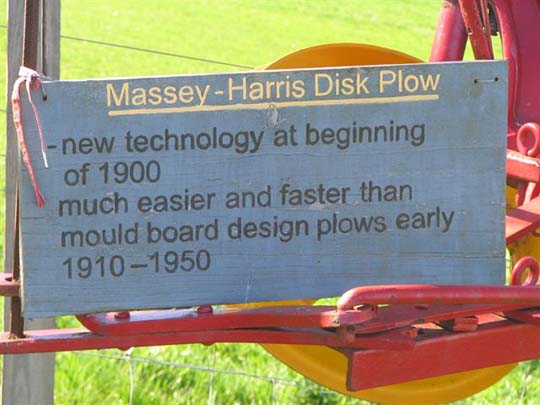 Massey-Harris Disk Plow
-new technology at beginning
of 1900
much easier and faster than
mould board design plows early
1910-1950